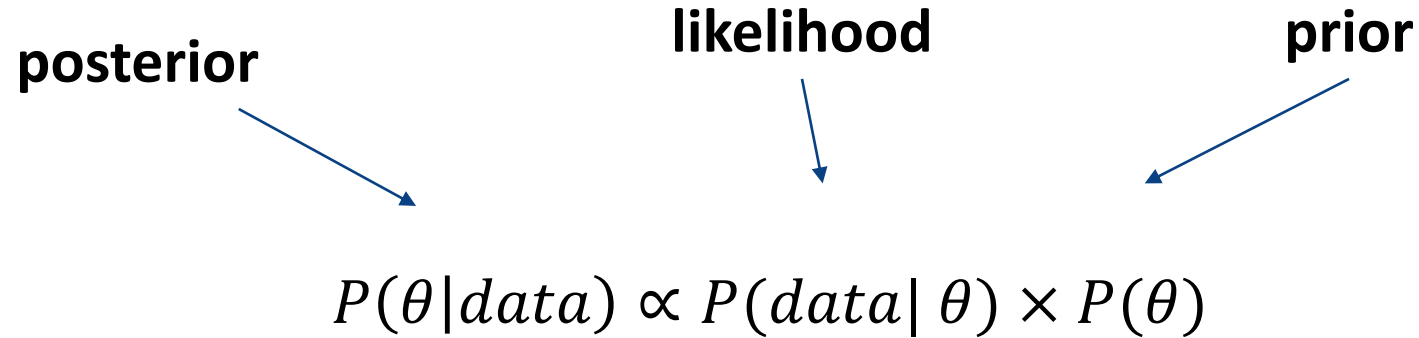 posterior
likelihood
prior
P(θ|data) ∝ P(data| θ) × P(θ)